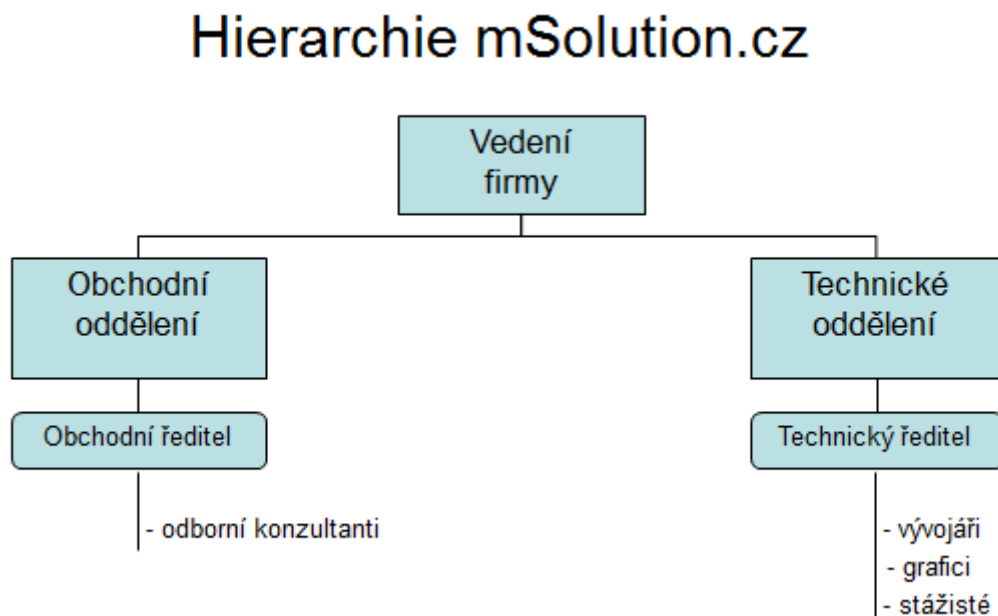 Hierarchie mSolution.cz
Vedení
firmy
Obchodní
oddělení
Technické
oddělení
Obchodní ředitel
Technický ředitel
- odborní konzultanti
- vývojáři
- grafici
- stážisté